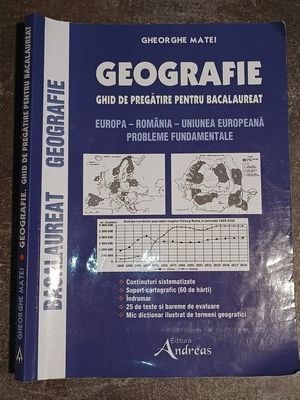 GHEORGHE MATEI
GEOGRAFIE
GHID DE PREGĂTIRE PENTRU BACALAUREAT
EUROPA – ROMÂNIA – UNIUNEA EUROPEANĂ
PROBLEME FUNDAMENTALE
• Conținuturi sistematizate
• Suport cartografic (60 de hărți)
• Îndrumar
• 25 de teste și bareme de evaluare
• Mic dicționar ilustrat de termeni geografici
Editura
Andréas
BACALAUREAT GEOGRAFIE
GHEORGHE MATEI • GEOGRAFIE. GHID DE PREGĂTIRE PENTRU BACALAUREAT